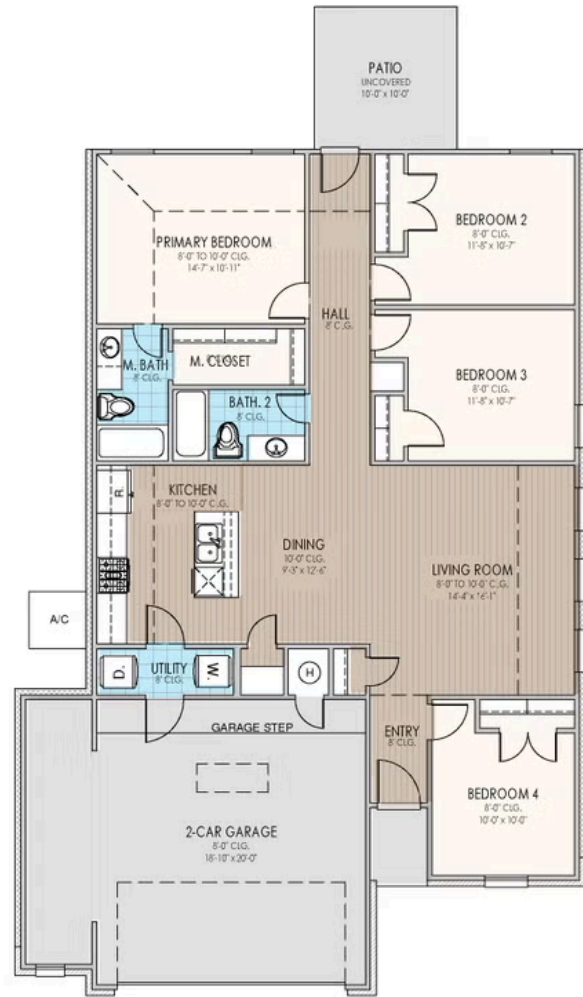 PATIO
UNCOVERED
10'-0" x 10'-0"
PRIMARY BEDROOM
8'-0" TO 10'-0" CLG.
14'-7" x 10'-11"
BEDROOM 2
8'-0" CLG.
11'-8" x 10'-7"
HALL
8' C.G.
M. BATH
8' CLG.
M. CLOSET
BEDROOM 3
8'-0" CLG.
11'-8" x 10'-7"
BATH. 2
8' CLG.
R.
KITCHEN
8'-0" TO 10'-0" C.G.
DINING
10'-0" CLG.
9'-3" x 12'-6"
LIVING ROOM
8'-0" TO 10'-0" C.G.
14'-4" x 16'-1"
A/C
D.
UTILITY
8' CLG.
W.
H
GARAGE STEP
ENTRY
8' CLG.
BEDROOM 4
8'-0" CLG.
10'-0" x 10'-0"
2-CAR GARAGE
8'-0" CLG.
18'-10" x 20'-0"